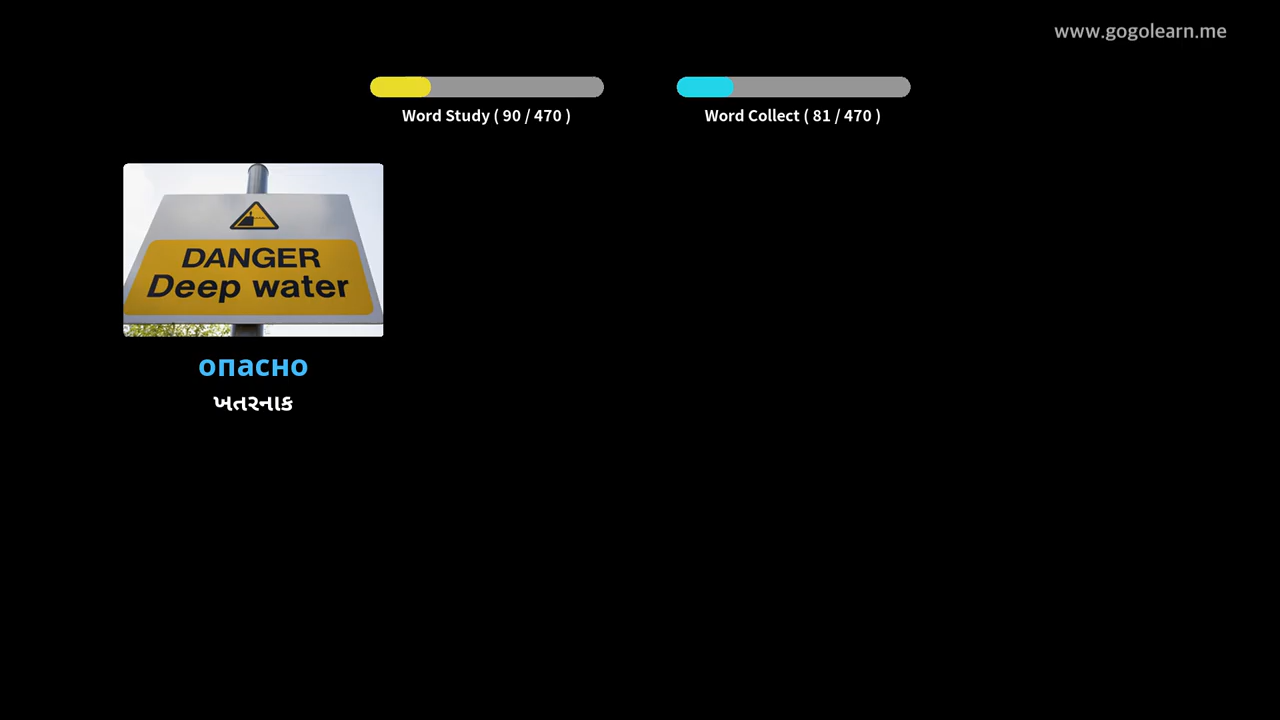 www.gogolearn.me
Word Study ( 90 / 470 )
Word Collect ( 81 / 470 )
DANGER
Deep water
опасно
ખતરનાક